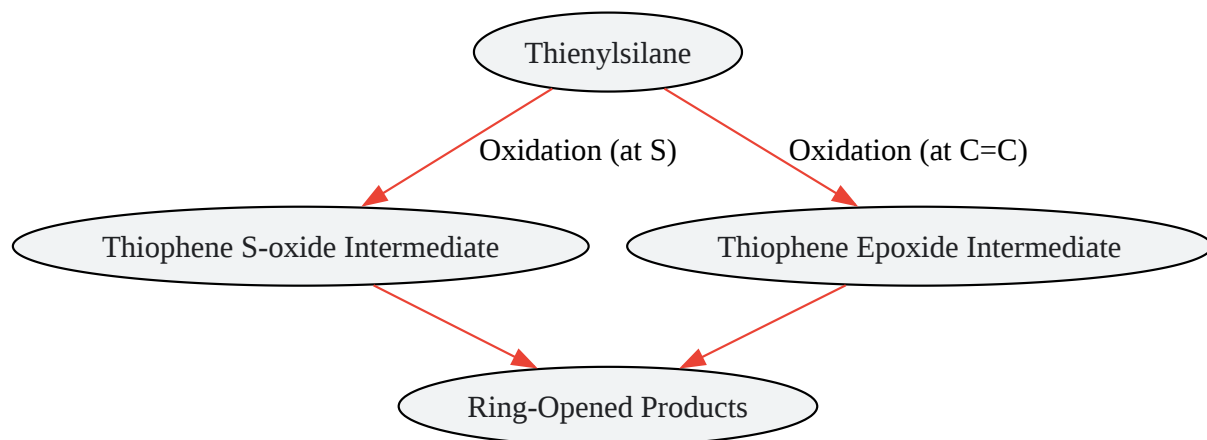 Thienylsilane
Oxidation (at S)
Oxidation (at C=C)
Thiophene S-oxide Intermediate
Thiophene Epoxide Intermediate
Ring-Opened Products